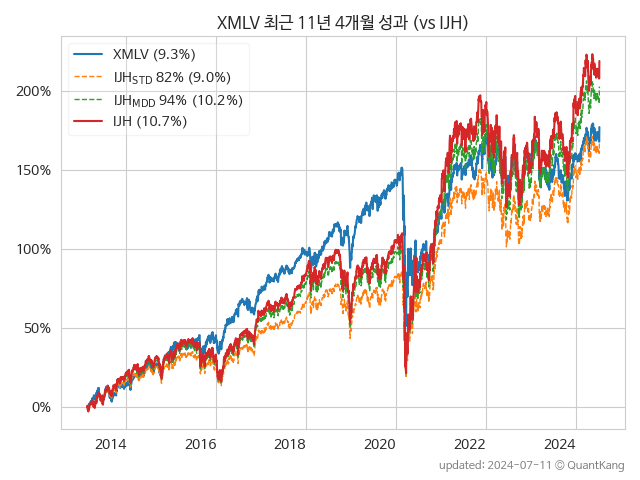 XMLV 최근 11년 4개월 성과 (vs IJH)
XMLV (9.3%)
IJH_STD 82% (9.0%)
IJH_MDD 94% (10.2%)
IJH (10.7%)
200%
150%
100%
50%
0%
2014 2016 2018 2020 2022 2024
updated: 2024-07-11 © QuantKang